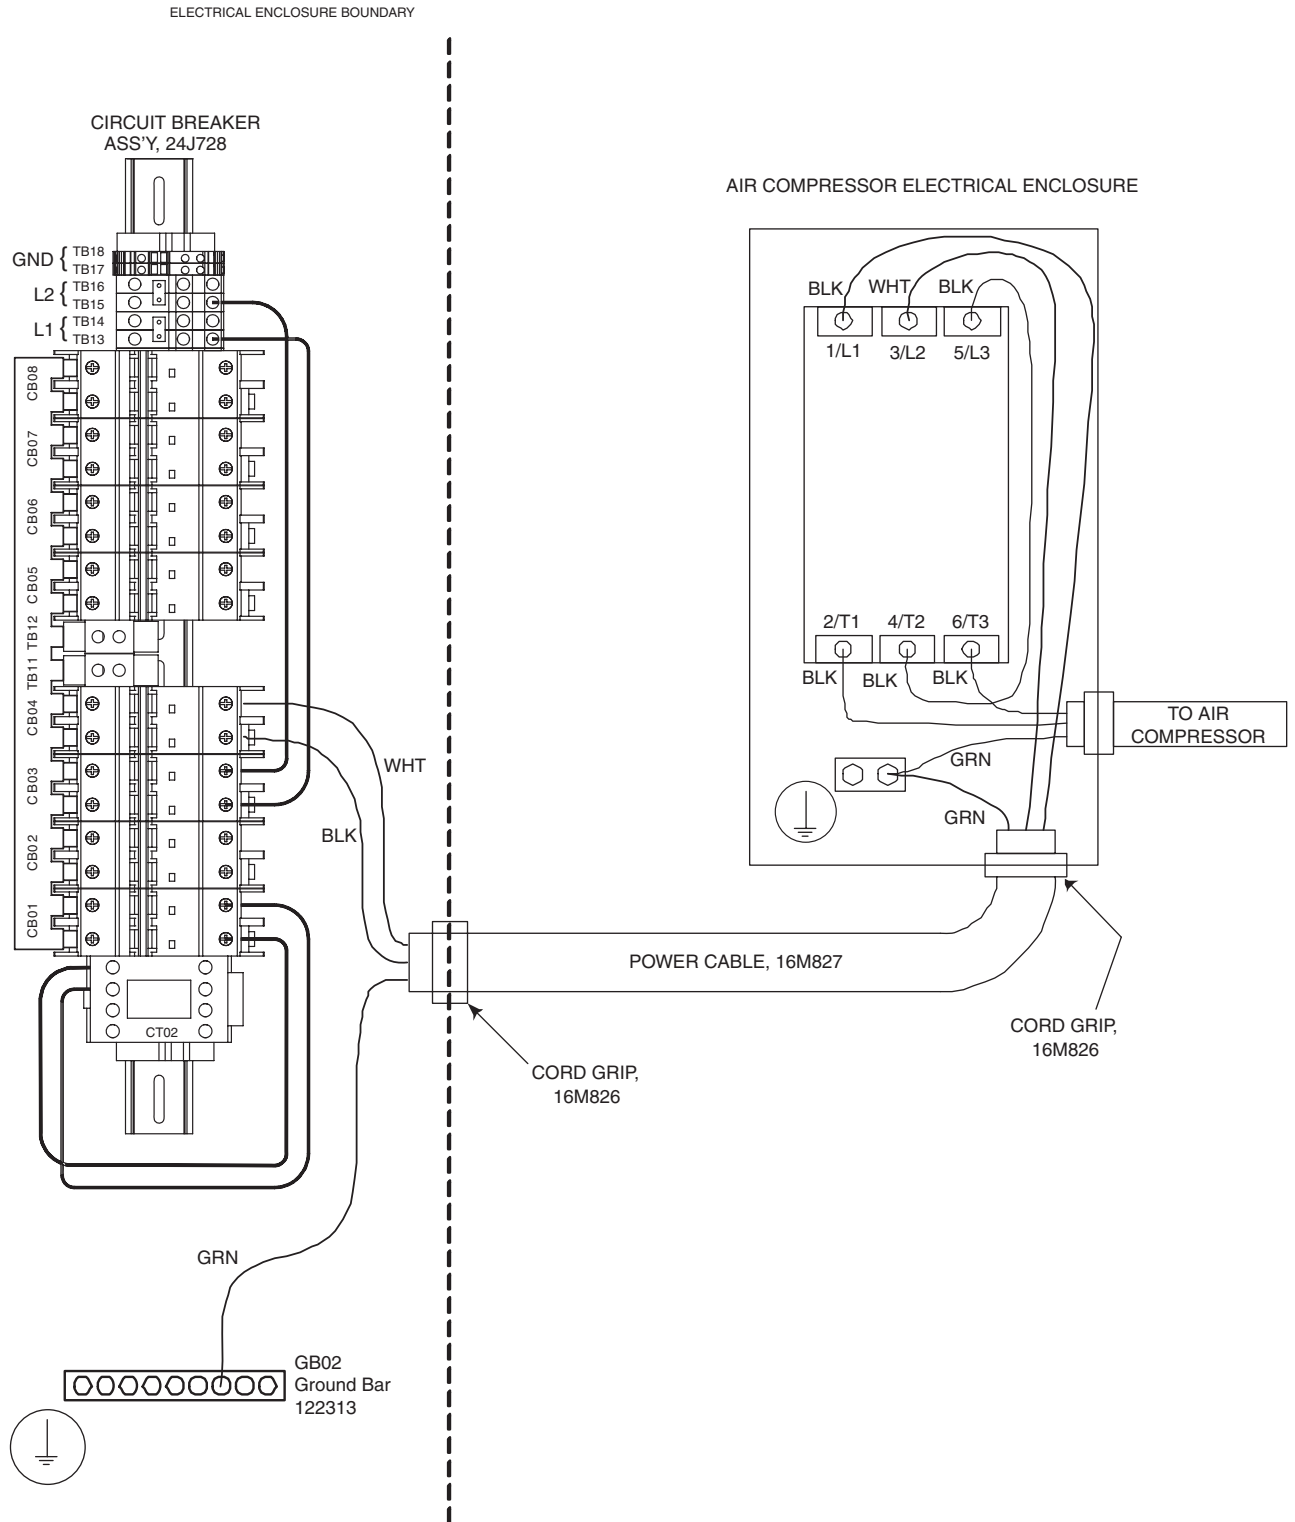 ELECTRICAL ENCLOSURE BOUNDARY
CIRCUIT BREAKER
ASS'Y, 24J728
AIR COMPRESSOR ELECTRICAL ENCLOSURE
GND {
TB18
TB17
L2 {
TB16
TB15
L1 {
TB14
TB13
CB08
CB07
CB06
CB05
TB12
TB11
CB04
CB03
CB02
CB01
CT02
BLK
WHT
BLK
1/L1
3/L2
5/L3
2/T1
4/T2
6/T3
BLK
BLK
BLK
TO AIR
COMPRESSOR
GRN
GRN
WHT
BLK
POWER CABLE, 16M827
CORD GRIP,
16M826
CORD GRIP,
16M826
GRN
GB02
Ground Bar
122313